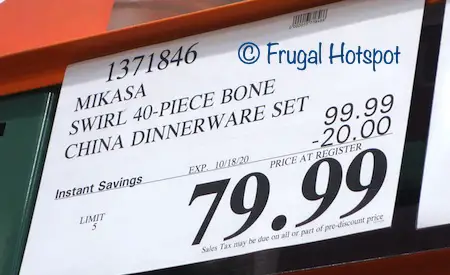 © Frugal Hotspot
1371846
MIKASA
SWIRL 40-PIECE BONE
CHINA DINNERWARE SET
99.99
-20.00
Instant Savings
EXP. 10/18/20
PRICE AT REGISTER
LIMIT
5
79.99
Sales Tax may be due on all or part of pre-discount price